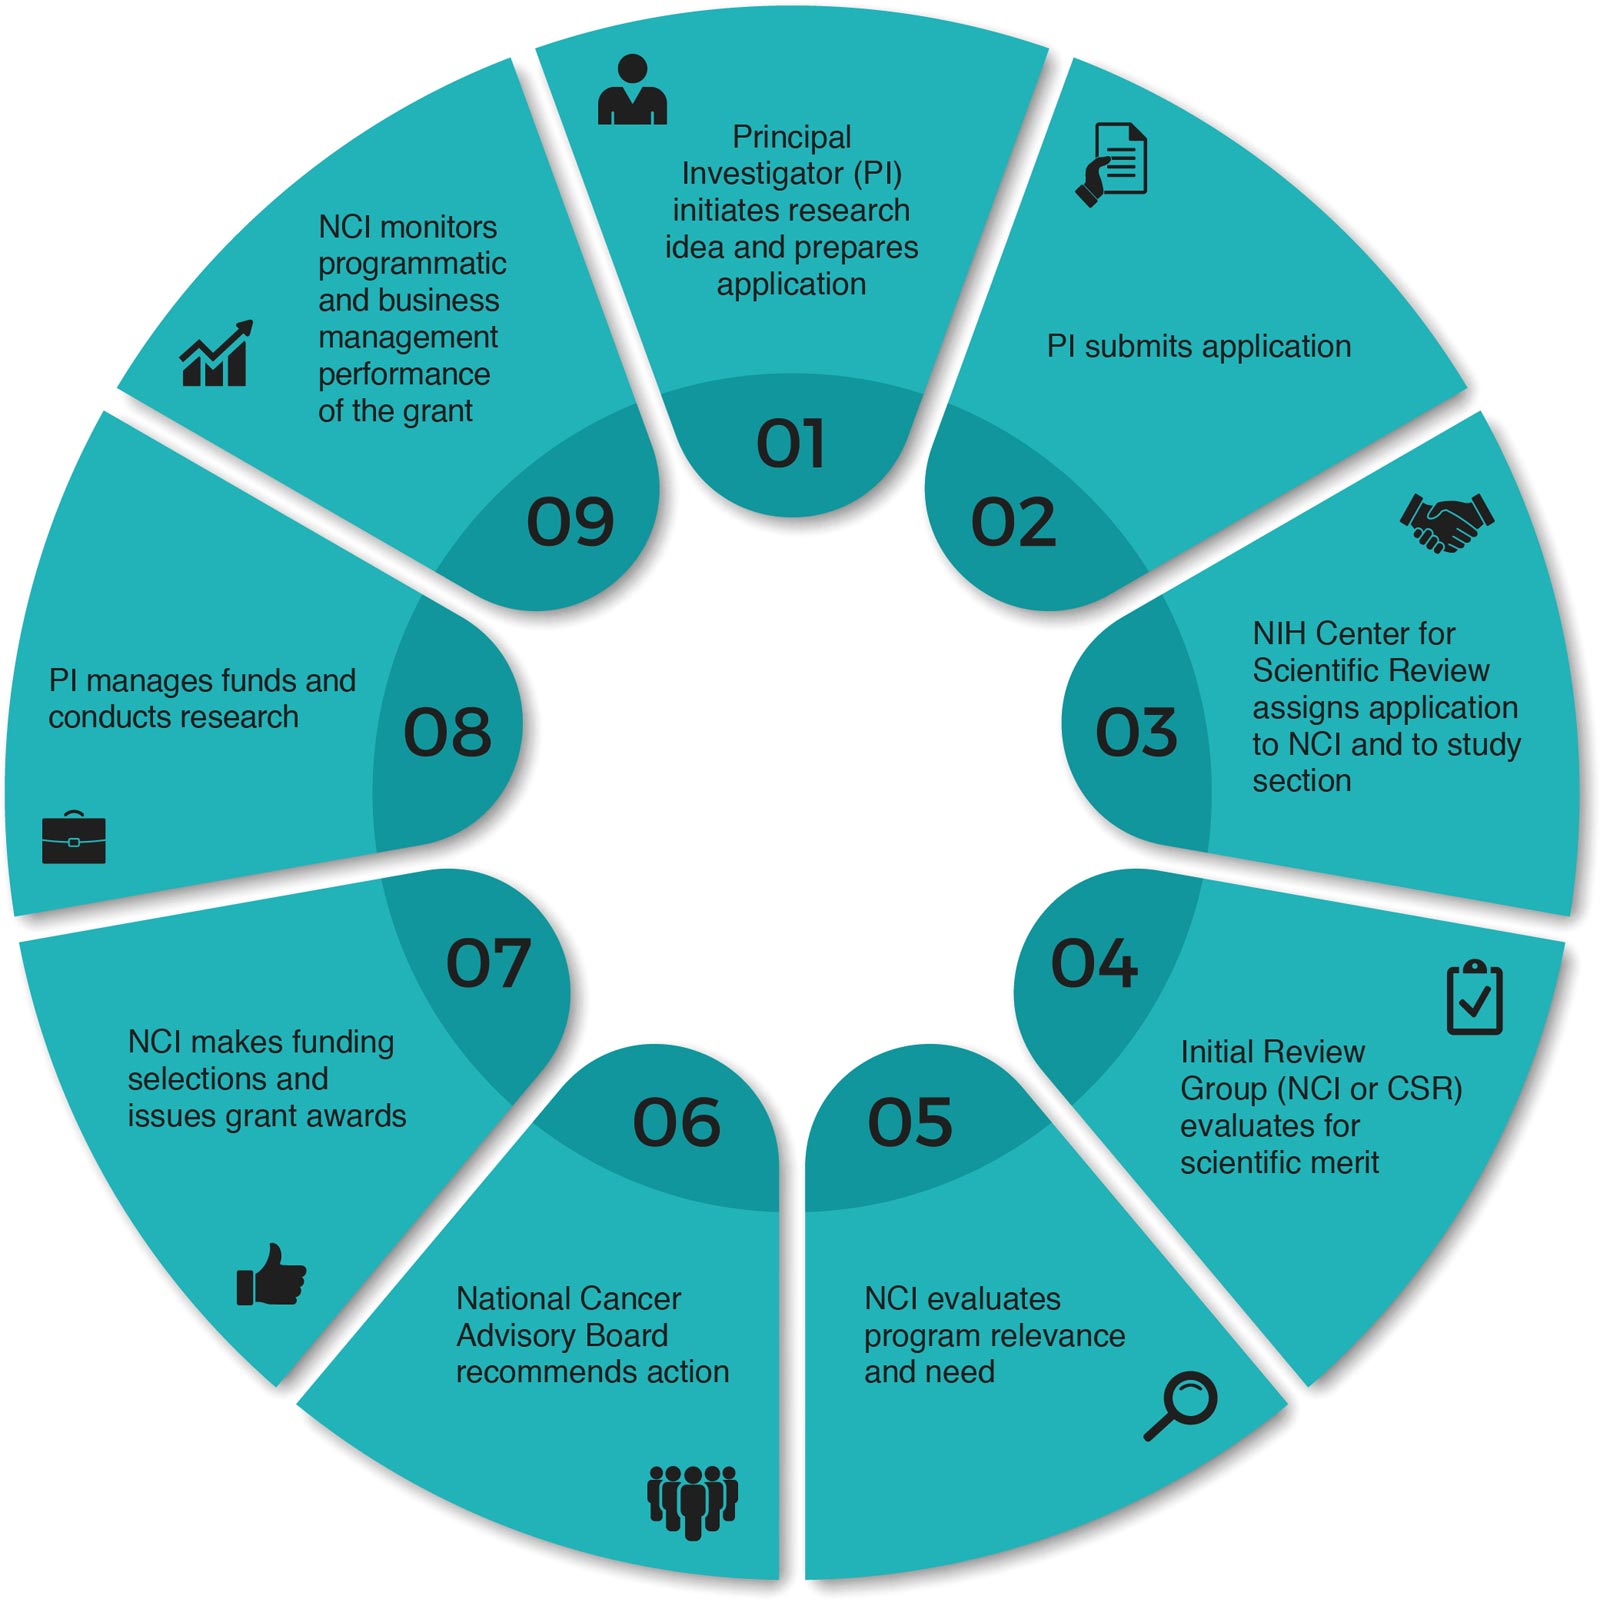 Principal
Investigator (PI)
initiates research
idea and prepares
application
01
PI submits application
02
NIH Center for
Scientific Review
assigns application
to NCI and to study
section
03
Initial Review
Group (NCI or CSR)
evaluates for
scientific merit
04
NCI evaluates
program relevance
and need
05
National Cancer
Advisory Board
recommends action
06
NCI makes funding
selections and
issues grant awards
07
PI manages funds and
conducts research
08
NCI monitors
programmatic
and business
management
performance
of the grant
09